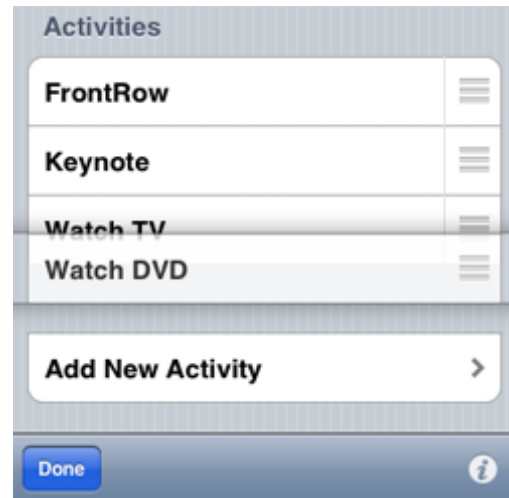 Activities
FrontRow
Keynote
Watch TV
Watch DVD
Add New Activity
Done
i